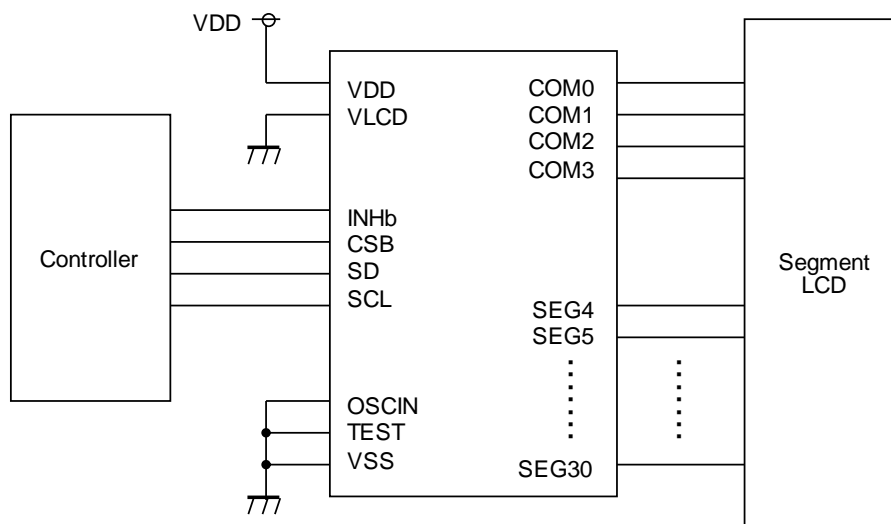 VDD
VDD
VLCD
INHb
CSB
SD
SCL
OSCIN
TEST
VSS
COM0
COM1
COM2
COM3
SEG4
SEG5
SEG30
Controller
Segment
LCD